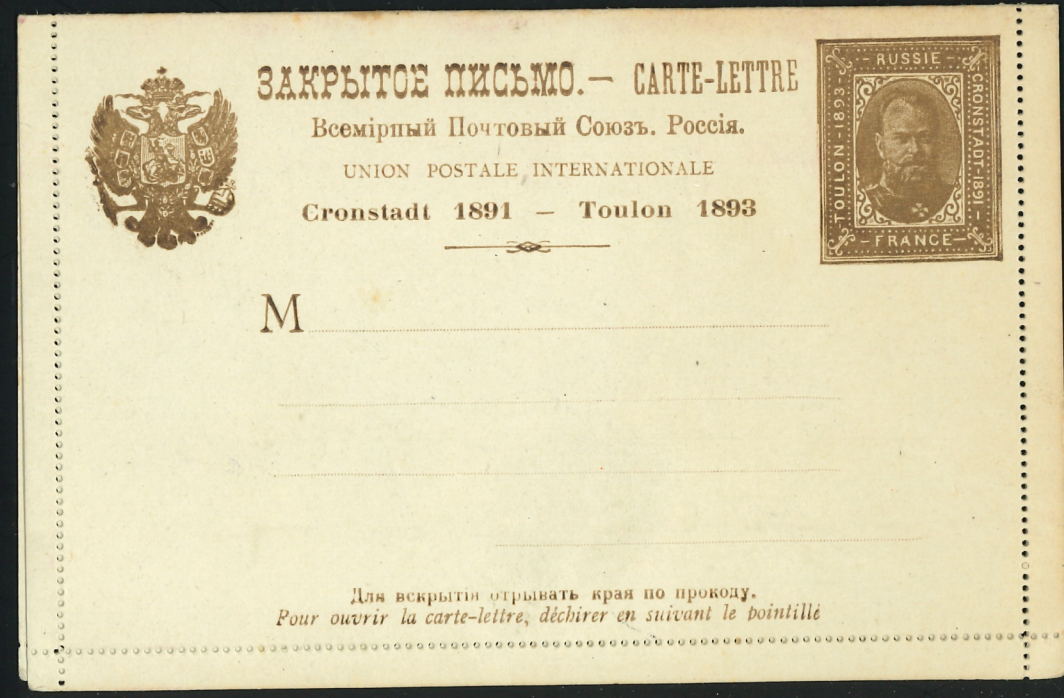 ЗАКРЫТОЕ ПИСЬМО.— CARTE-LETTRE
Всемірпый Почтовый Союзъ. Россія.
UNION POSTALE INTERNATIONALE
Cronstadt 1891 — Toulon 1893
— RUSSIE —
TOULON-1893
CRONSTADT-1891-
— FRANCE —
M
Для вскрытія отрывать края по прокоду.
Pour ouvrir la carte-lettre, déchirer en suivant le pointillé